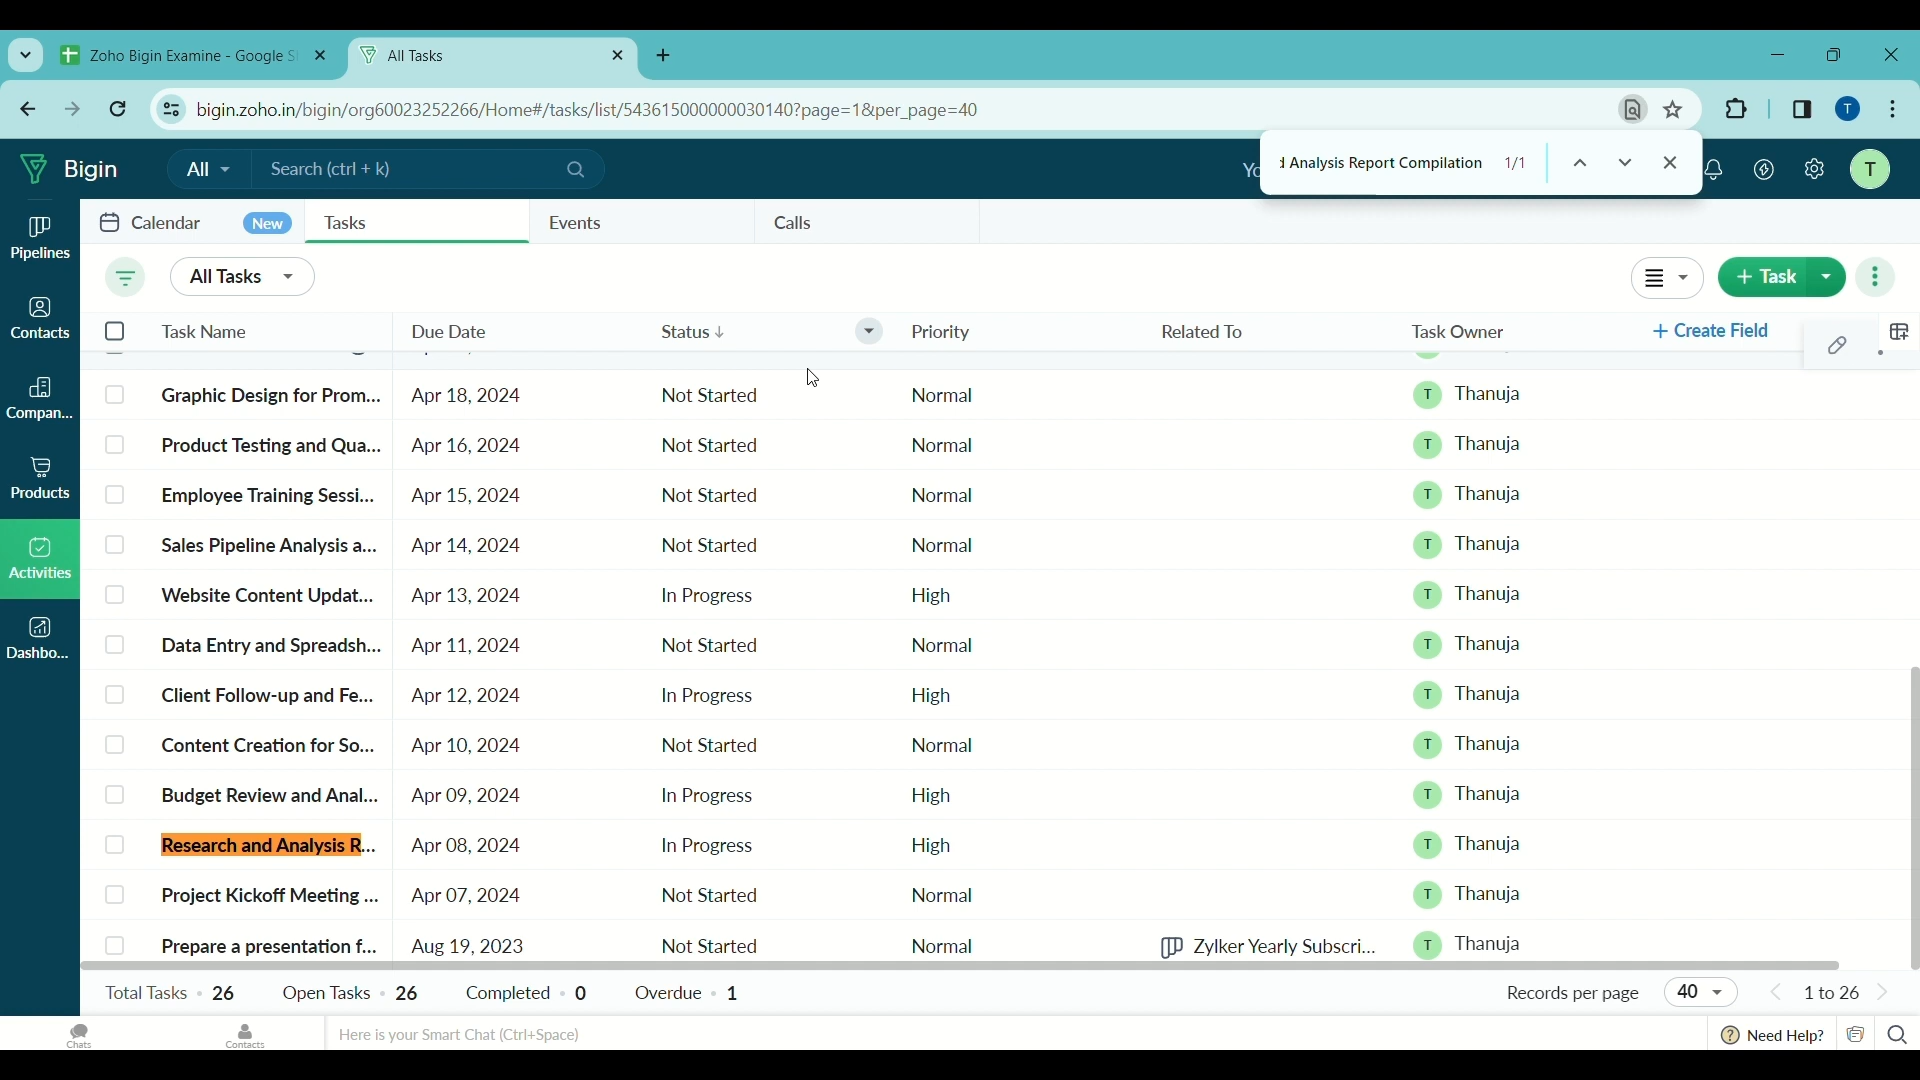 Zoho Bigin Examine - Google S
All Tasks
bigin.zoho.in/bigin/org60023252266/Home#/tasks/list/543615000000030140?page=1&per_page=40
T
Bigin
All
Search (ctrl + k)
Yo
d Analysis Report Compilation 1/1
T
Pipelines
Contacts
Compan...
Products
Activities
Dashbo...
Calendar New Tasks Events Calls
All Tasks
+ Task
Task Name Due Date Status↓ Priority Related To Task Owner + Create Field
Graphic Design for Prom... Apr 18, 2024 Not Started Normal T Thanuja
Product Testing and Qua... Apr 16, 2024 Not Started Normal T Thanuja
Employee Training Sessi... Apr 15, 2024 Not Started Normal T Thanuja
Sales Pipeline Analysis a... Apr 14, 2024 Not Started Normal T Thanuja
Website Content Updat... Apr 13, 2024 In Progress High T Thanuja
Data Entry and Spreadsh... Apr 11, 2024 Not Started Normal T Thanuja
Client Follow-up and Fe... Apr 12, 2024 In Progress High T Thanuja
Content Creation for So... Apr 10, 2024 Not Started Normal T Thanuja
Budget Review and Anal... Apr 09, 2024 In Progress High T Thanuja
Research and Analysis R... Apr 08, 2024 In Progress High T Thanuja
Project Kickoff Meeting ... Apr 07, 2024 Not Started Normal T Thanuja
Prepare a presentation f... Aug 19, 2023 Not Started Normal Zylker Yearly Subscri... T Thanuja
Total Tasks • 26 Open Tasks • 26 Completed • 0 Overdue • 1 Records per page 40 1 to 26
Chats
Contacts
Here is your Smart Chat (Ctrl+Space)
? Need Help?